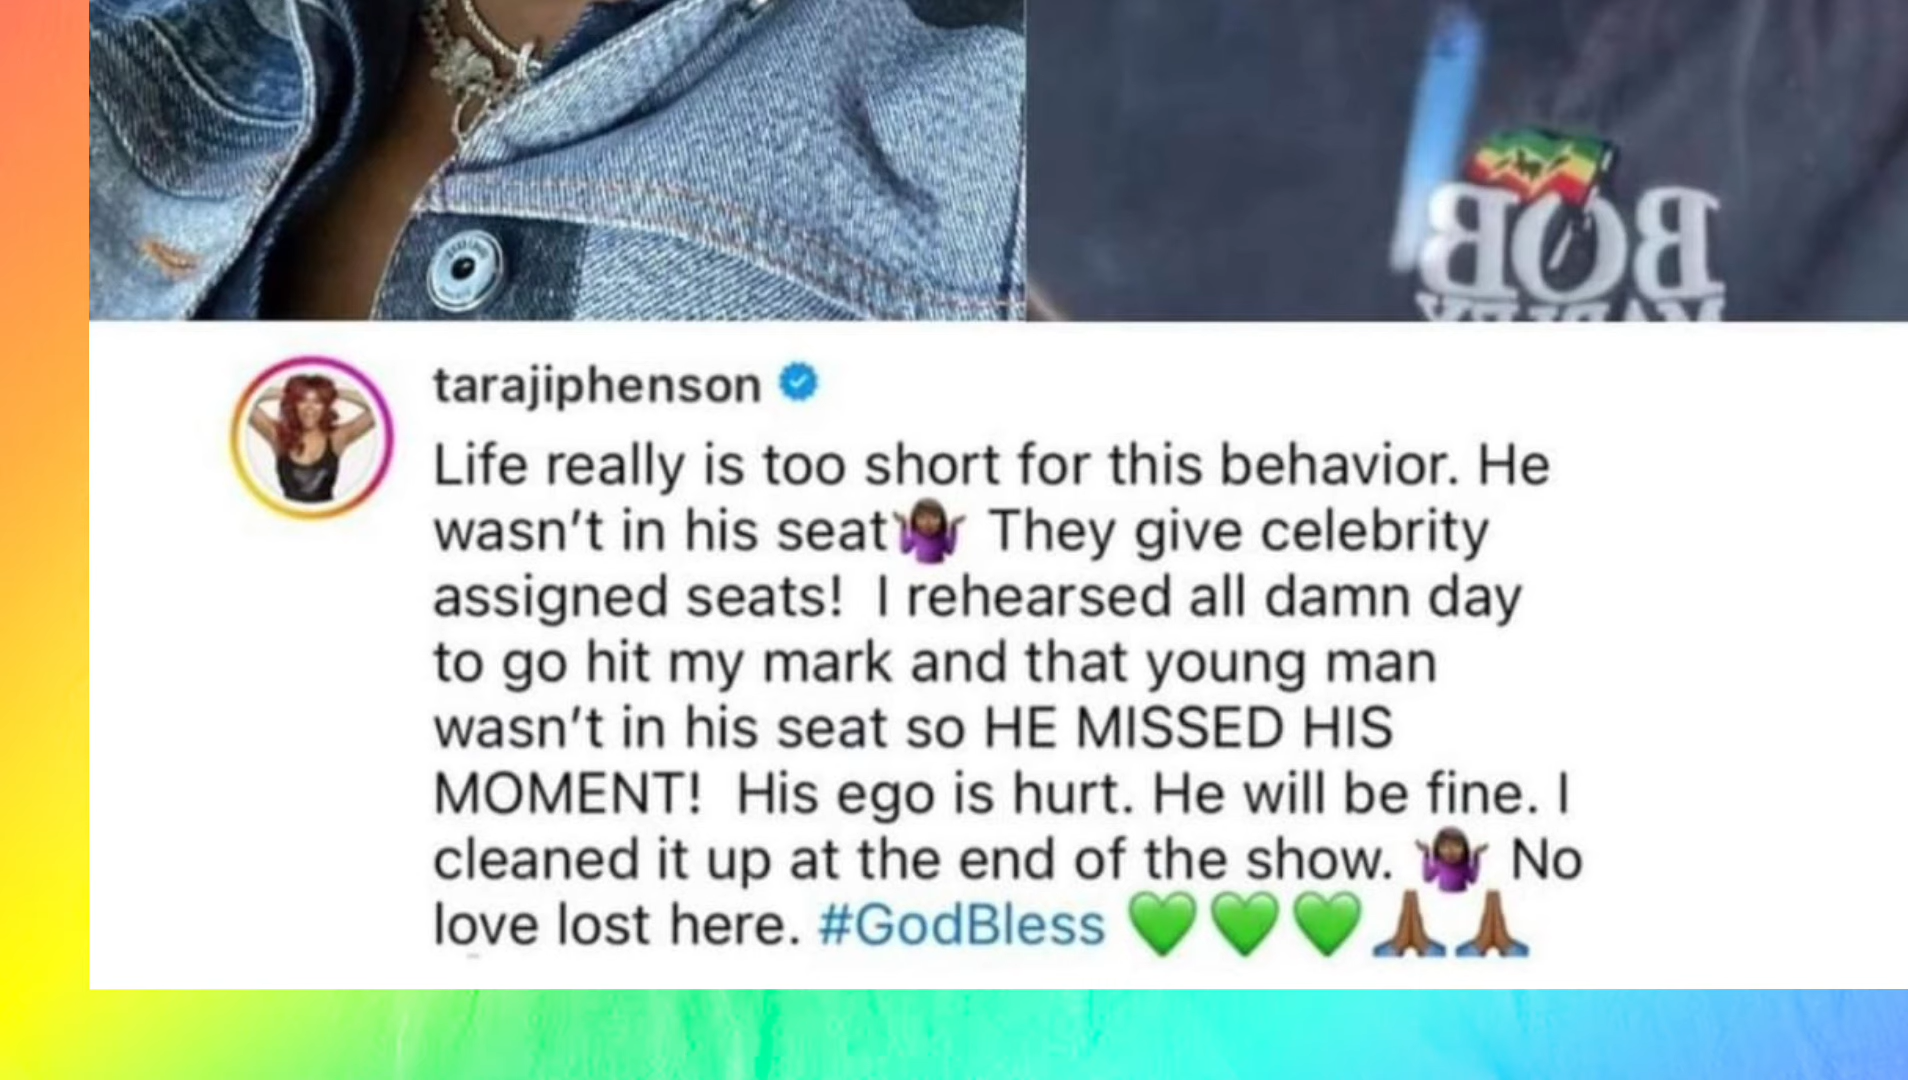 BOB
MARLEY
tarajiphenson
Life really is too short for this behavior. He
wasn't in his seat🤷🏾‍♀️ They give celebrity
assigned seats!  I rehearsed all damn day
to go hit my mark and that young man
wasn't in his seat so HE MISSED HIS
MOMENT!  His ego is hurt. He will be fine. I
cleaned it up at the end of the show. 🤷🏾‍♀️ No
love lost here. #GodBless 💚💚💚🙏🏾🙏🏾